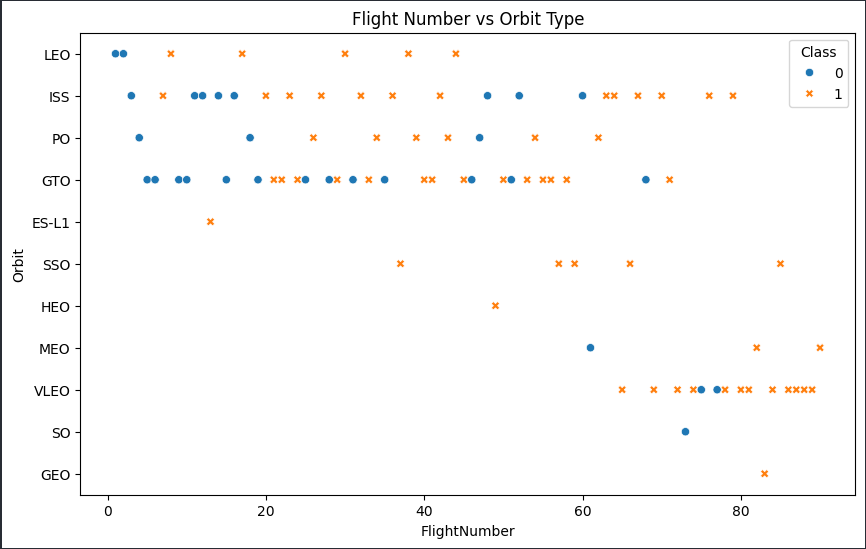 Flight Number vs Orbit Type
Class
0
1
LEO
ISS
PO
GTO
ES-L1
SSO
HEO
MEO
VLEO
SO
GEO
Orbit
0 20 40 60 80
FlightNumber